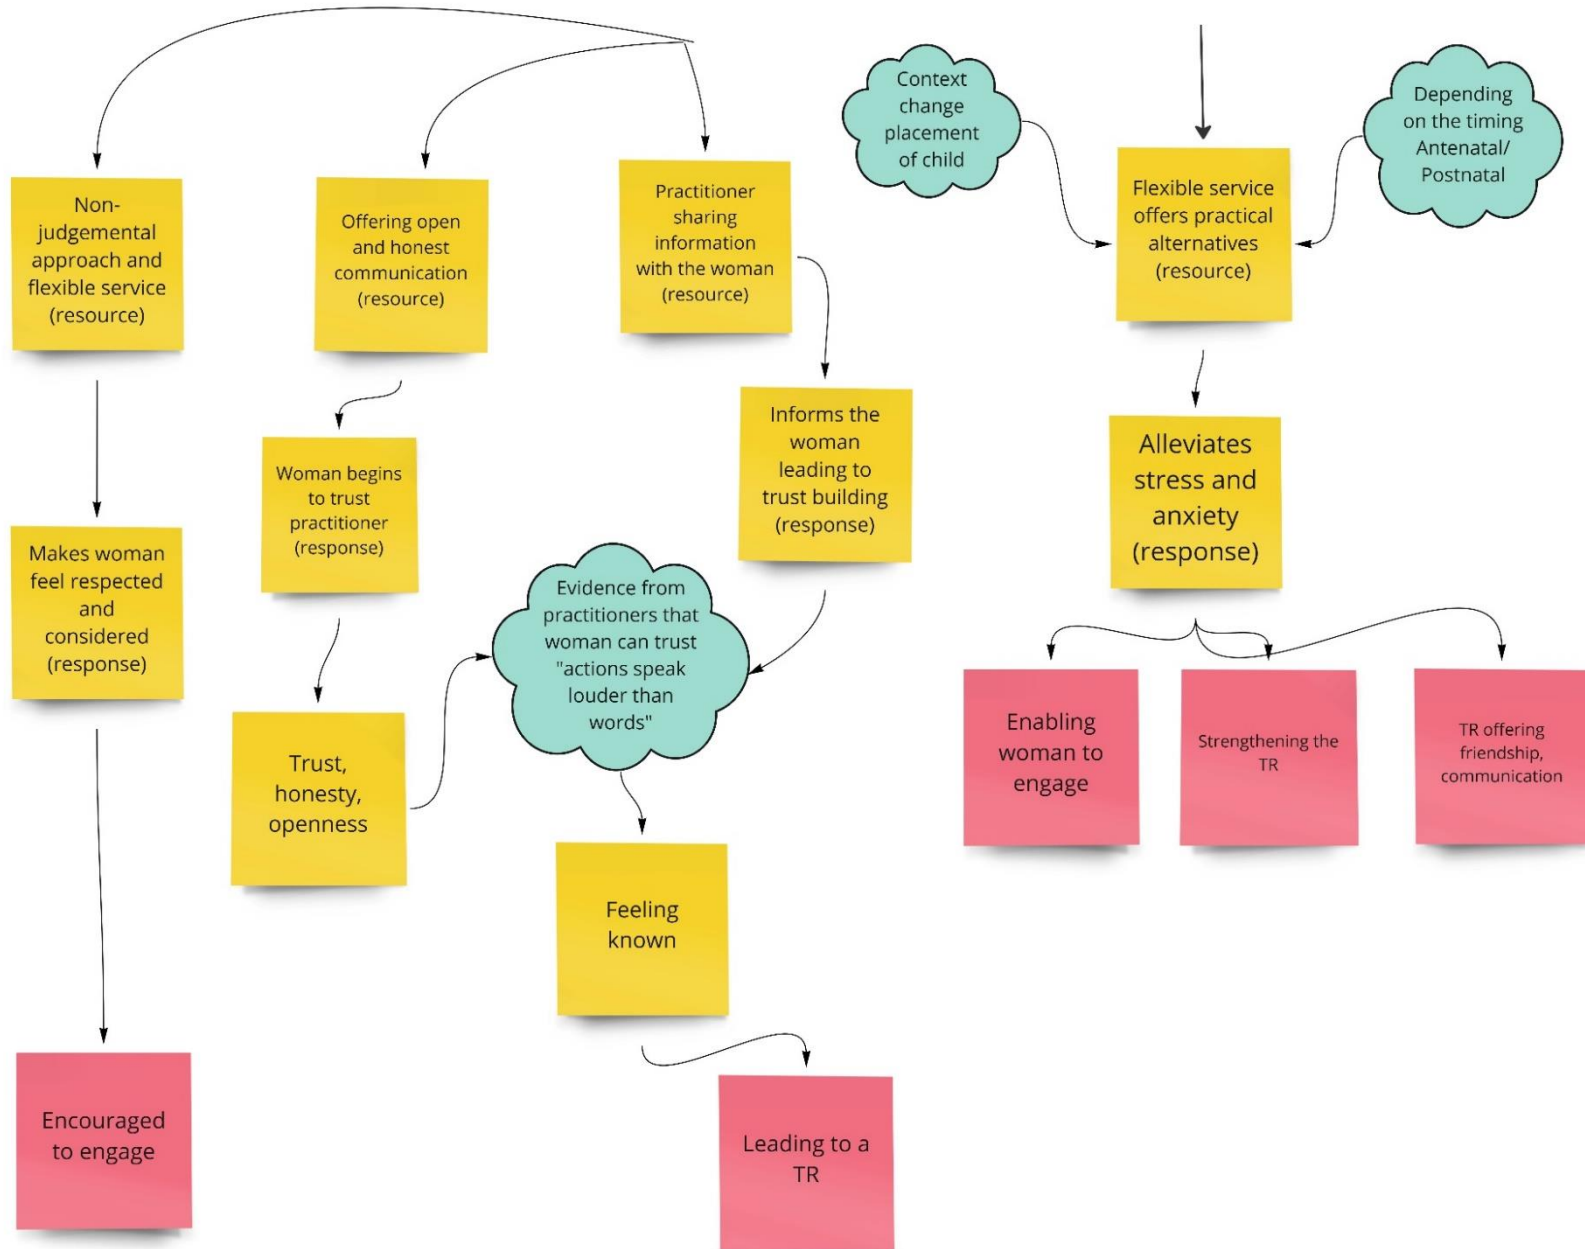 Non-
judgemental
approach and
flexible service
(resource)
Offering open
and honest
communication
(resource)
Practitioner
sharing
information
with the woman
(resource)
Context
change
placement
of child
Flexible service
offers practical
alternatives
(resource)
Depending
on the timing
Antenatal/
Postnatal
Makes woman
feel respected
and
considered
(response)
Woman begins
to trust
practitioner
(response)
Informs the
woman
leading to
trust building
(response)
Alleviates
stress and
anxiety
(response)
Trust,
honesty,
openness
Evidence from
practitioners that
woman can trust
"actions speak
louder than
words"
Feeling
known
Enabling
woman to
engage
Strengthening the
TR
TR offering
friendship,
communication
Encouraged
to engage
Leading to a
TR